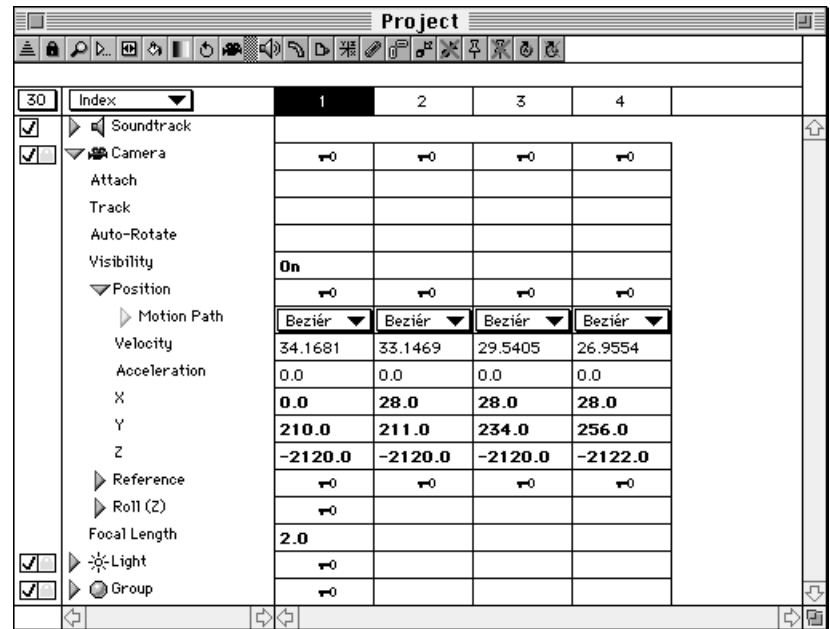 Project
30 Index 1 2 3 4
Soundtrack
Camera
Attach
Track
Auto-Rotate
Visibility On
Position
Motion Path Beziér Beziér Beziér Beziér
Velocity 34.1681 33.1469 29.5405 26.9554
Acceleration 0.0 0.0 0.0 0.0
X 0.0 28.0 28.0 28.0
Y 210.0 211.0 234.0 256.0
Z -2120.0 -2120.0 -2120.0 -2122.0
Reference
Roll (Z)
Focal Length 2.0
Light
Group